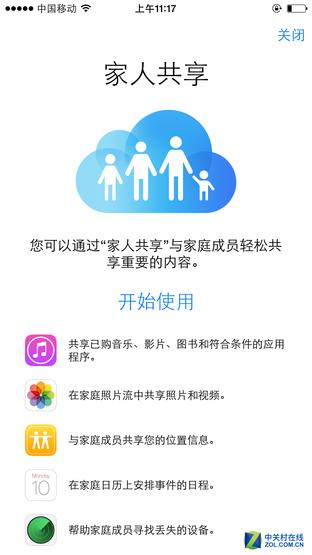 中国移动 上午11:17
关闭
家人共享
您可以通过“家人共享”与家庭成员轻松共
享重要的内容。
开始使用
共享已购音乐、影片、图书和符合条件的应用
程序。
在家庭照片流中共享照片和视频。
与家庭成员共享您的位置信息。
Monday
10
在家庭日历上安排事件的日程。
帮助家庭成员寻找丢失的设备。
Z 中关村在线
ZOL.COM.CN